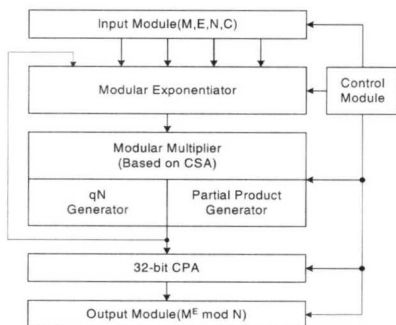 Input Module(M,E,N,C)
Modular Exponentiator
Control
Module
Modular Multiplier
(Based on CSA)
qN
Generator
Partial Product
Generator
32-bit CPA
Output Module(M^E mod N)